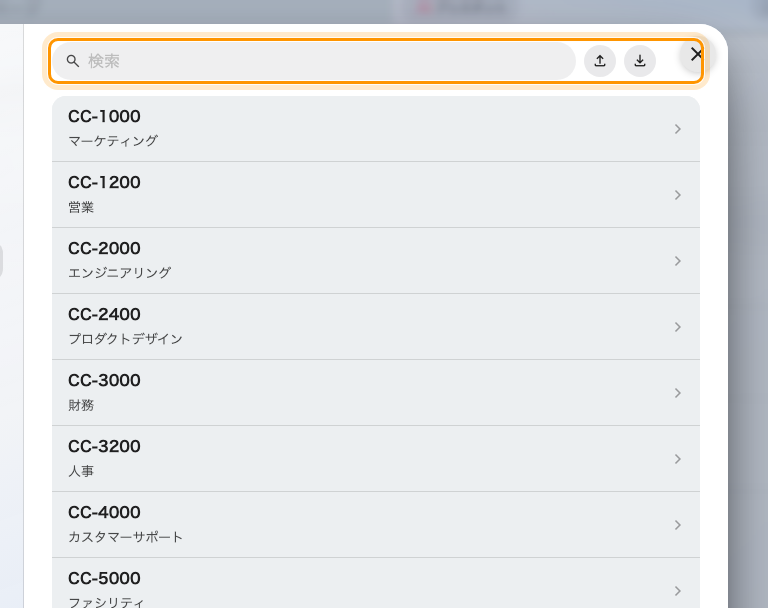 検索
CC-1000
マーケティング
CC-1200
営業
CC-2000
エンジニアリング
CC-2400
プロダクトデザイン
CC-3000
財務
CC-3200
人事
CC-4000
カスタマーサポート
CC-5000
ファシリティ